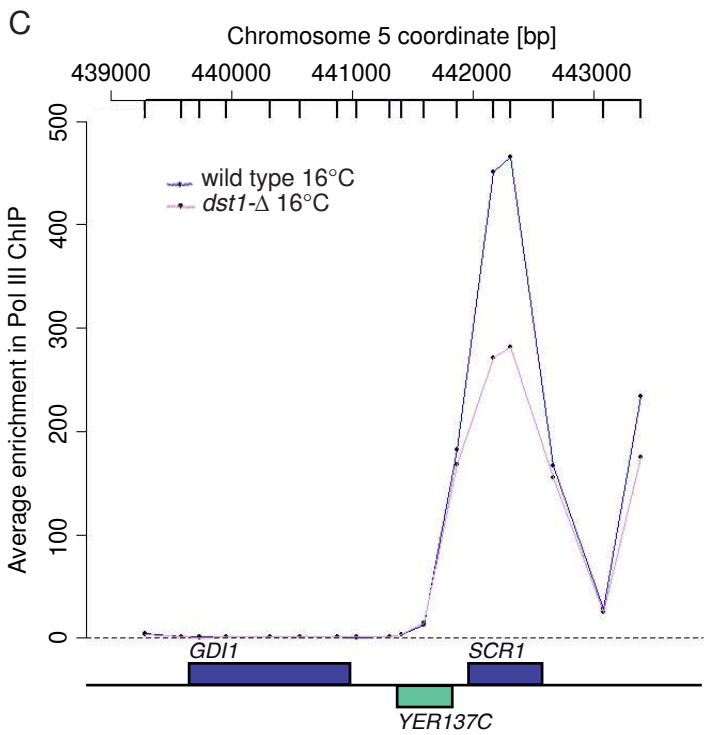 C
Chromosome 5 coordinate [bp]
439000 440000 441000 442000 443000
500
400
300
200
100
0
Average enrichment in Pol III ChIP
wild type 16°C
dst1-Δ 16°C
GDI1 SCR1
YER137C